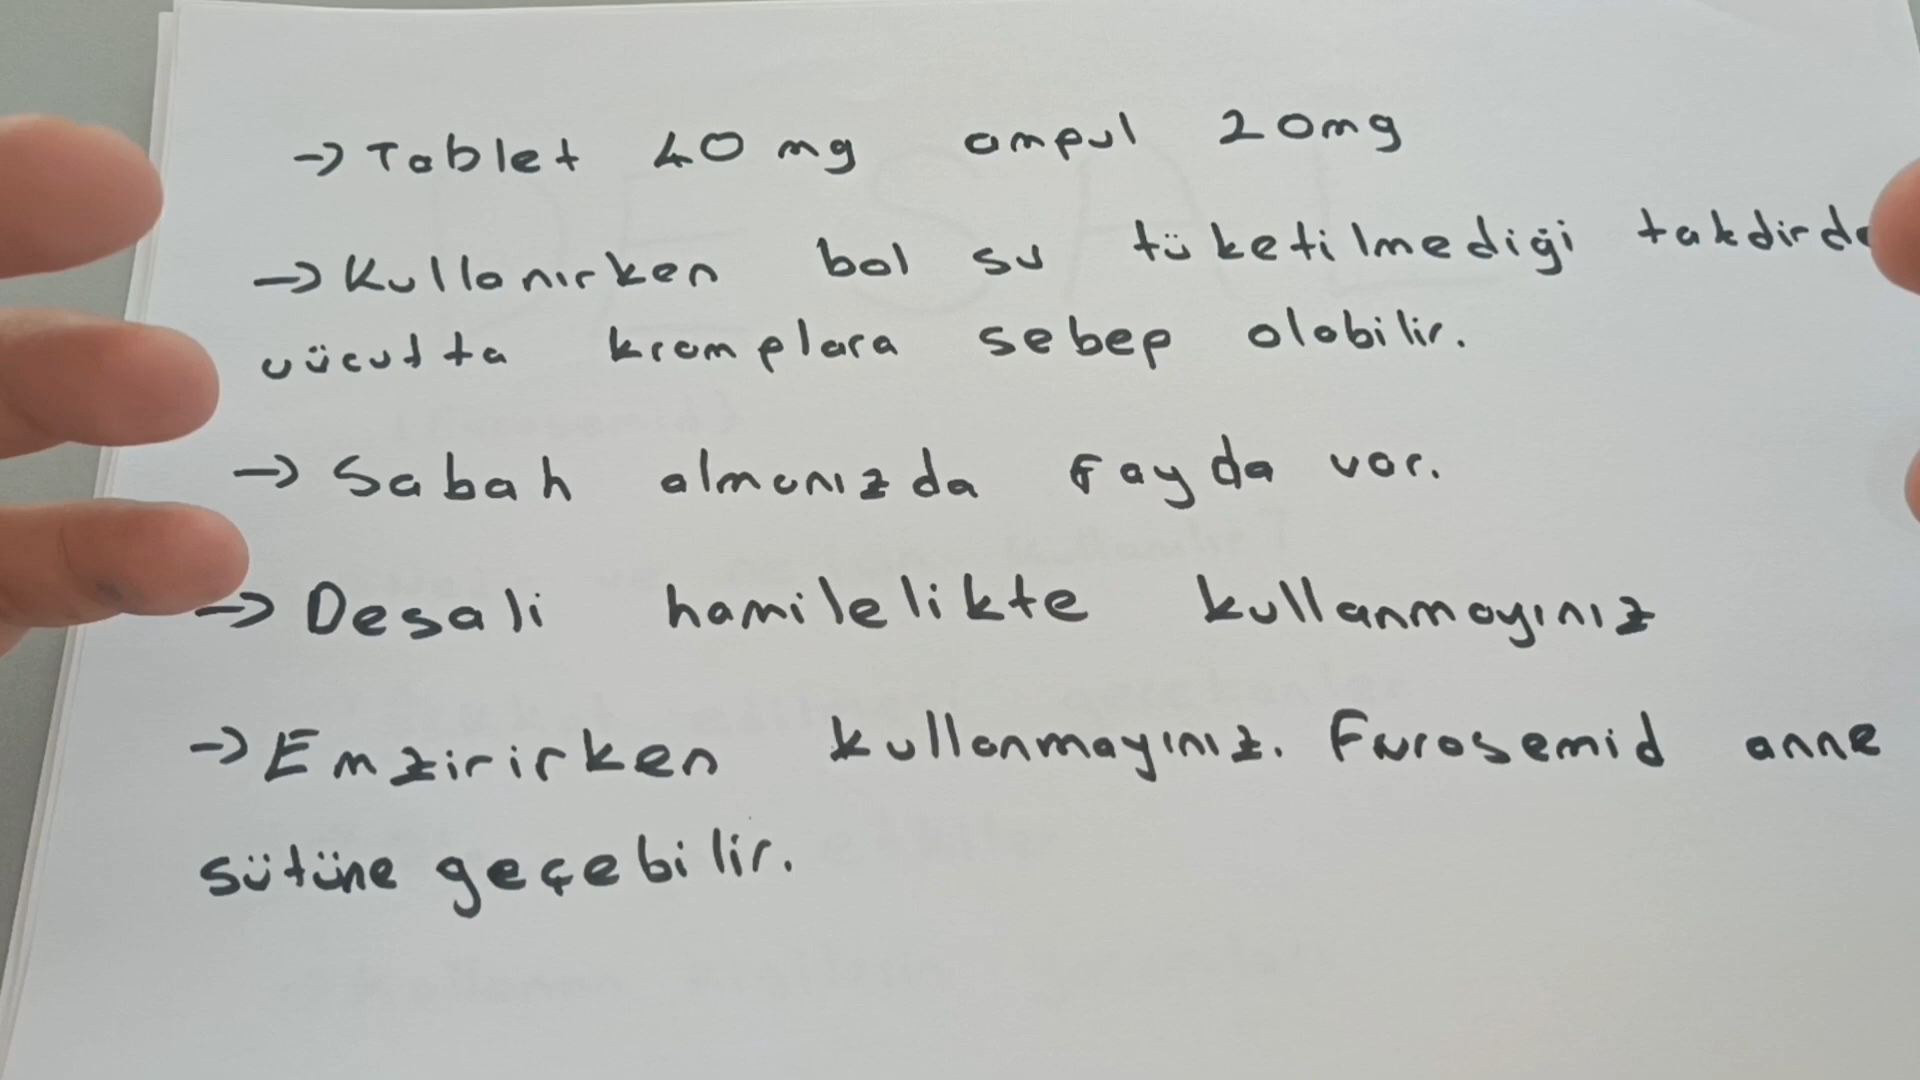 → Tablet 40 mg ampul 20mg
→ Kullanırken bol su tüketilmediği takdirde
vücutta kramplara sebep olabilir.
→ Sabah almanızda Fayda var.
→ Desali hamilelikte kullanmayınız
→ Emzirirken kullanmayınız. Furosemid anne
sütüne geçebilir.